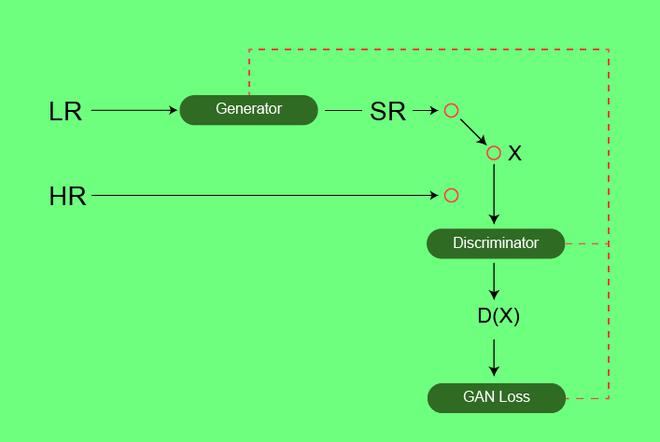 LR
Generator
SR
X
HR
Discriminator
D(X)
GAN Loss